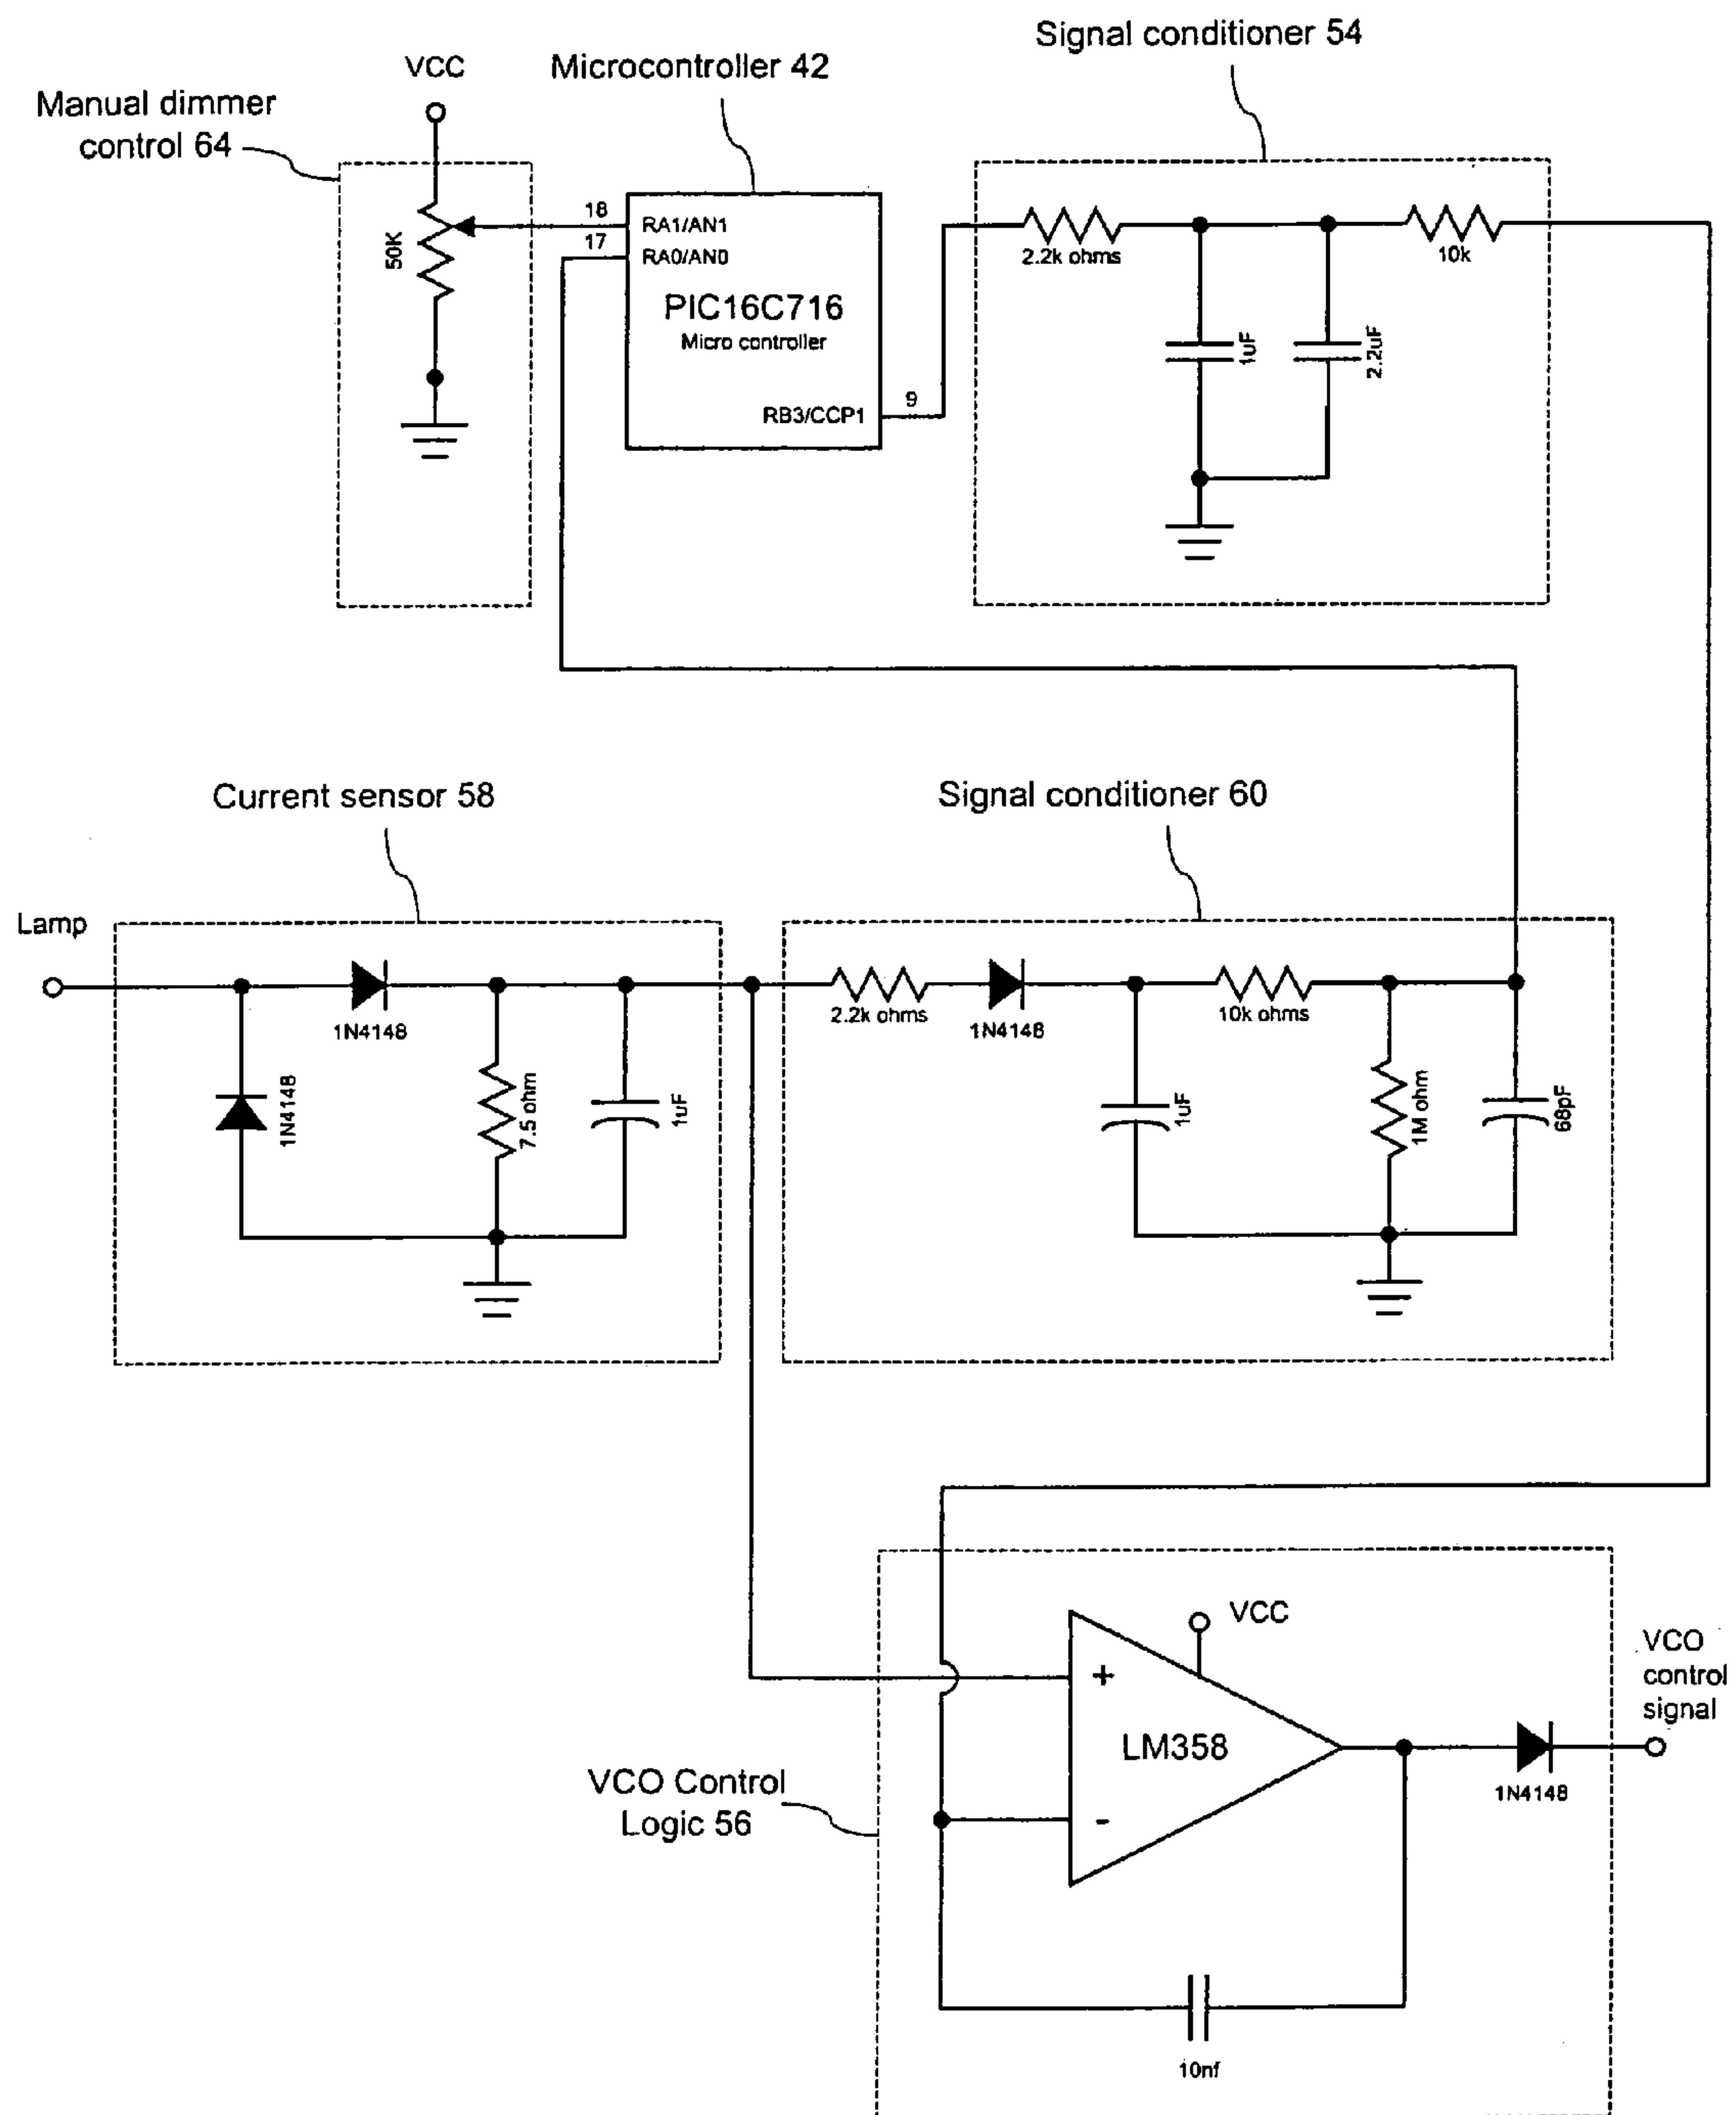 Signal conditioner 54
VCC
Microcontroller 42
Manual dimmer
control 64
50K
18
17
RA1/AN1
RA0/AN0
PIC16C716
Micro controller
RB3/CCP1
9
2.2k ohms
10k
1uF
2.2uF
Current sensor 58
Signal conditioner 60
Lamp
1N4148
1N4148
7.5 ohm
1uF
2.2k ohms
1N4148
10k ohms
1uF
1M ohm
68pF
VCC
+
LM358
-
VCO
control
signal
1N4148
VCO Control
Logic 56
10nf